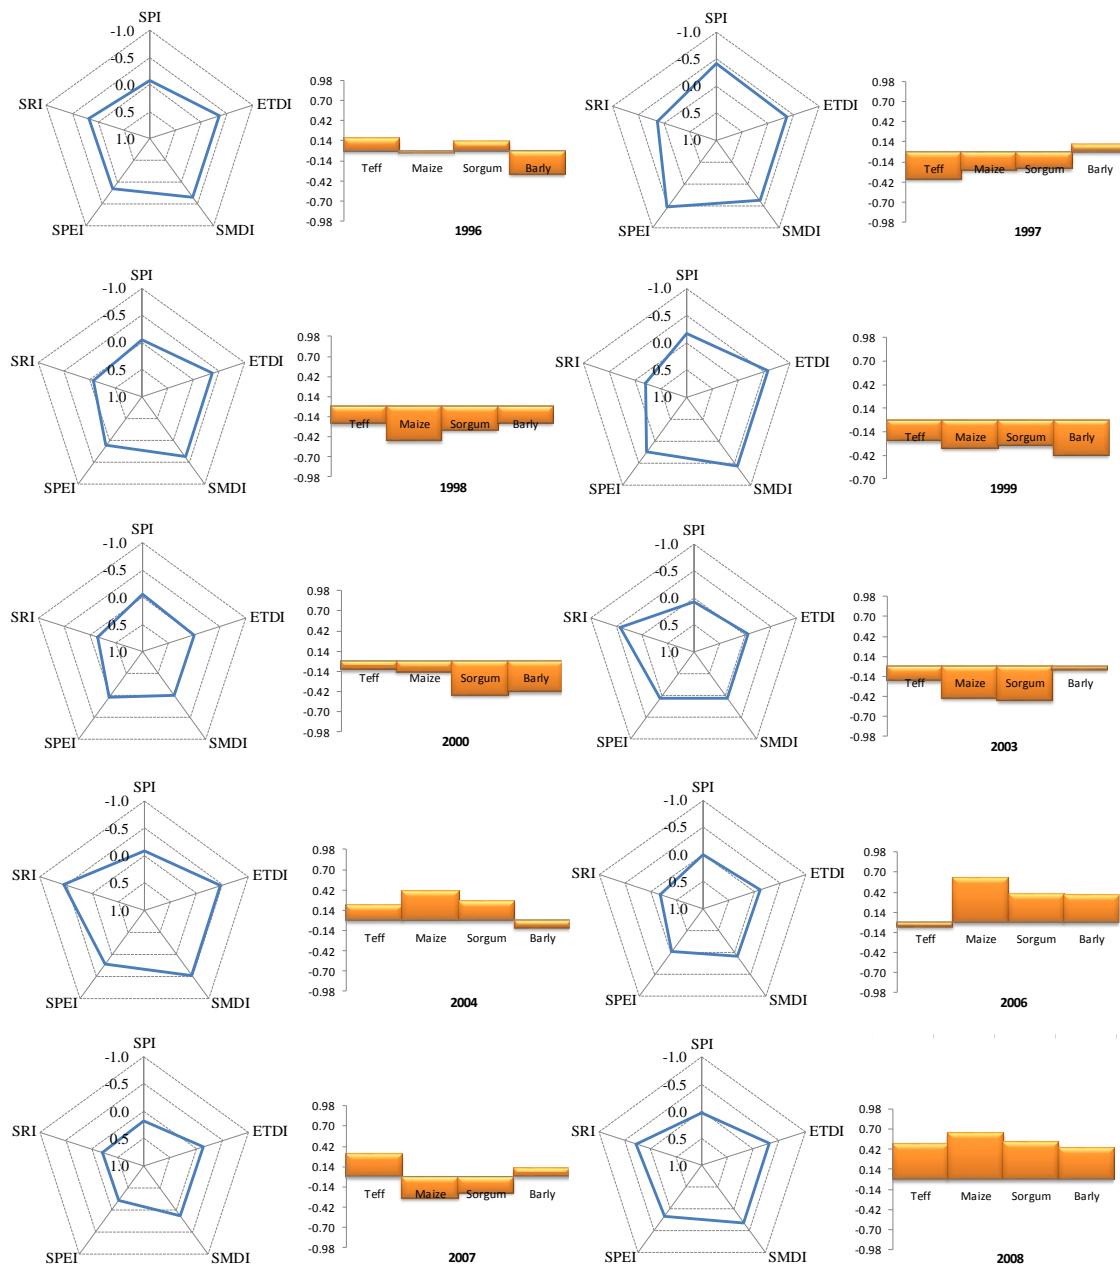 SPI
-1.0
-0.5
0.0
0.5
1.0
ETDI
SMDI
SPEI
SRI
0.98
0.70
0.42
0.14
-0.14
-0.42
-0.70
-0.98
Teff Maize Sorgum Barly
1996
SPI
-1.0
-0.5
0.0
0.5
1.0
ETDI
SMDI
SPEI
SRI
0.98
0.70
0.42
0.14
-0.14
-0.42
-0.70
-0.98
Teff Maize Sorgum Barly
1997
SPI
-1.0
-0.5
0.0
0.5
1.0
ETDI
SMDI
SPEI
SRI
0.98
0.70
0.42
0.14
-0.14
-0.42
-0.70
-0.98
Teff Maize Sorgum Barly
1998
SPI
-1.0
-0.5
0.0
0.5
1.0
ETDI
SMDI
SPEI
SRI
0.98
0.70
0.42
0.14
-0.14
-0.42
-0.70
Teff Maize Sorgum Barly
1999
SPI
-1.0
-0.5
0.0
0.5
1.0
ETDI
SMDI
SPEI
SRI
0.98
0.70
0.42
0.14
-0.14
-0.42
-0.70
-0.98
Teff Maize Sorgum Barly
2000
SPI
-1.0
-0.5
0.0
0.5
1.0
ETDI
SMDI
SPEI
SRI
0.98
0.70
0.42
0.14
-0.14
-0.42
-0.70
-0.98
Teff Maize Sorgum Barly
2003
SPI
-1.0
-0.5
0.0
0.5
1.0
ETDI
SMDI
SPEI
SRI
0.98
0.70
0.42
0.14
-0.14
-0.42
-0.70
-0.98
Teff Maize Sorgum Barly
2004
SPI
-1.0
-0.5
0.0
0.5
1.0
ETDI
SMDI
SPEI
SRI
0.98
0.70
0.42
0.14
-0.14
-0.42
-0.70
-0.98
Teff Maize Sorgum Barly
2006
SPI
-1.0
-0.5
0.0
0.5
1.0
ETDI
SMDI
SPEI
SRI
0.98
0.70
0.42
0.14
-0.14
-0.42
-0.70
-0.98
Teff Maize Sorgum Barly
2007
SPI
-1.0
-0.5
0.0
0.5
1.0
ETDI
SMDI
SPEI
SRI
0.98
0.70
0.42
0.14
-0.14
-0.42
-0.70
-0.98
Teff Maize Sorgum Barly
2008